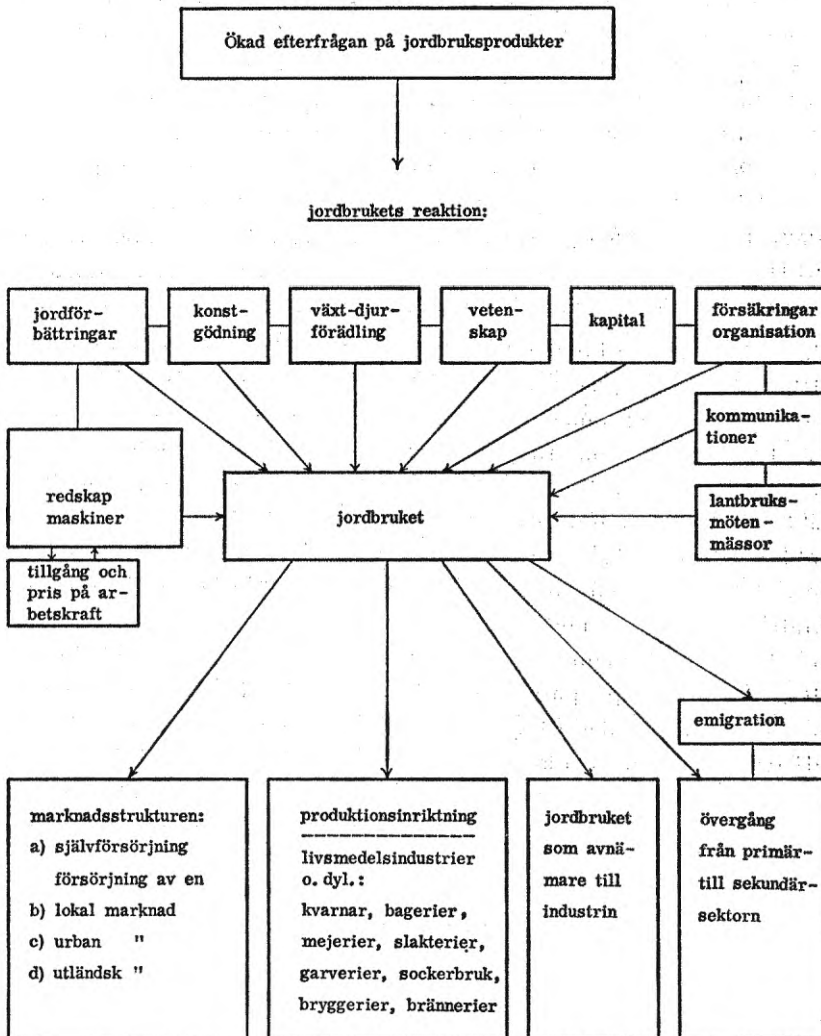 Ökad efterfrågan på jordbruksprodukter
jordbrukets reaktion:
jordför-
bättringar
konst-
gödning
växt-djur-
förädling
veten-
skap
kapital
försäkringar
organisation
kommunika-
tioner
redskap
maskiner
jordbruket
lantbruks-
möten -
mässor
tillgång och
pris på ar-
betskraft
emigration
marknadsstrukturen:
a) självförsörjning
försörjning av en
b) lokal marknad
c) urban "
d) utländsk "
produktionsinriktning
livsmedelsindustrier
o. dyl.:
kvarnar, bagerier,
mejerier, slakterier,
garverier, sockerbruk,
bryggerier, brännerier
jordbruket
som avnä-
mare till
industrin
övergång
från primär-
till sekundär-
sektorn